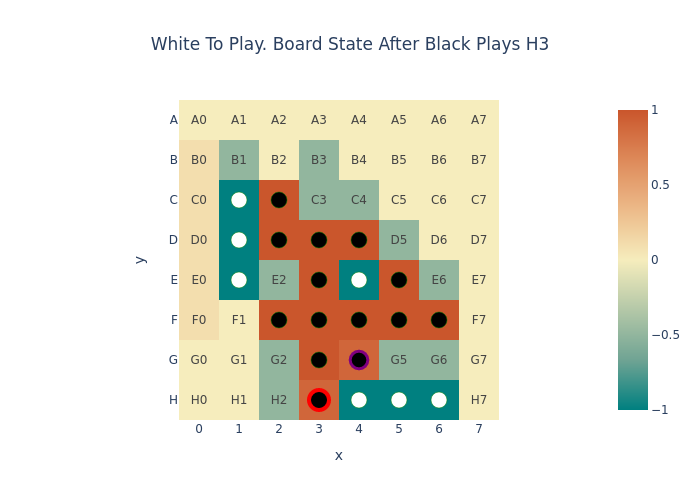 White To Play. Board State After Black Plays H3
A A0 A1 A2 A3 A4 A5 A6 A7
B B0 B1 B2 B3 B4 B5 B6 B7
C C0 C3 C4 C5 C6 C7
D D0 D5 D6 D7
E E0 E2 E6 E7
F F0 F1 F7
G G0 G1 G2 G5 G6 G7
H H0 H1 H2 H7
0 1 2 3 4 5 6 7
x
y
1
0.5
0
−0.5
−1